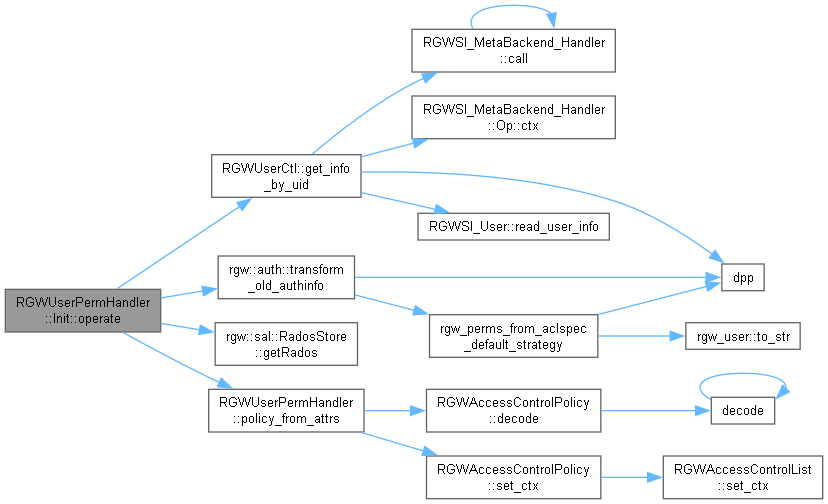 RGWSI_MetaBackend_Handler
::call
RGWSI_MetaBackend_Handler
::Op::ctx
RGWUserCtl::get_info
_by_uid
RGWSI_User::read_user_info
rgw::auth::transform
_old_authinfo
dpp
RGWUserPermHandler
::Init::operate
rgw_perms_from_aclspec
_default_strategy
rgw_user::to_str
rgw::sal::RadosStore
::getRados
RGWUserPermHandler
::policy_from_attrs
RGWAccessControlPolicy
::decode
decode
RGWAccessControlPolicy
::set_ctx
RGWAccessControlList
::set_ctx